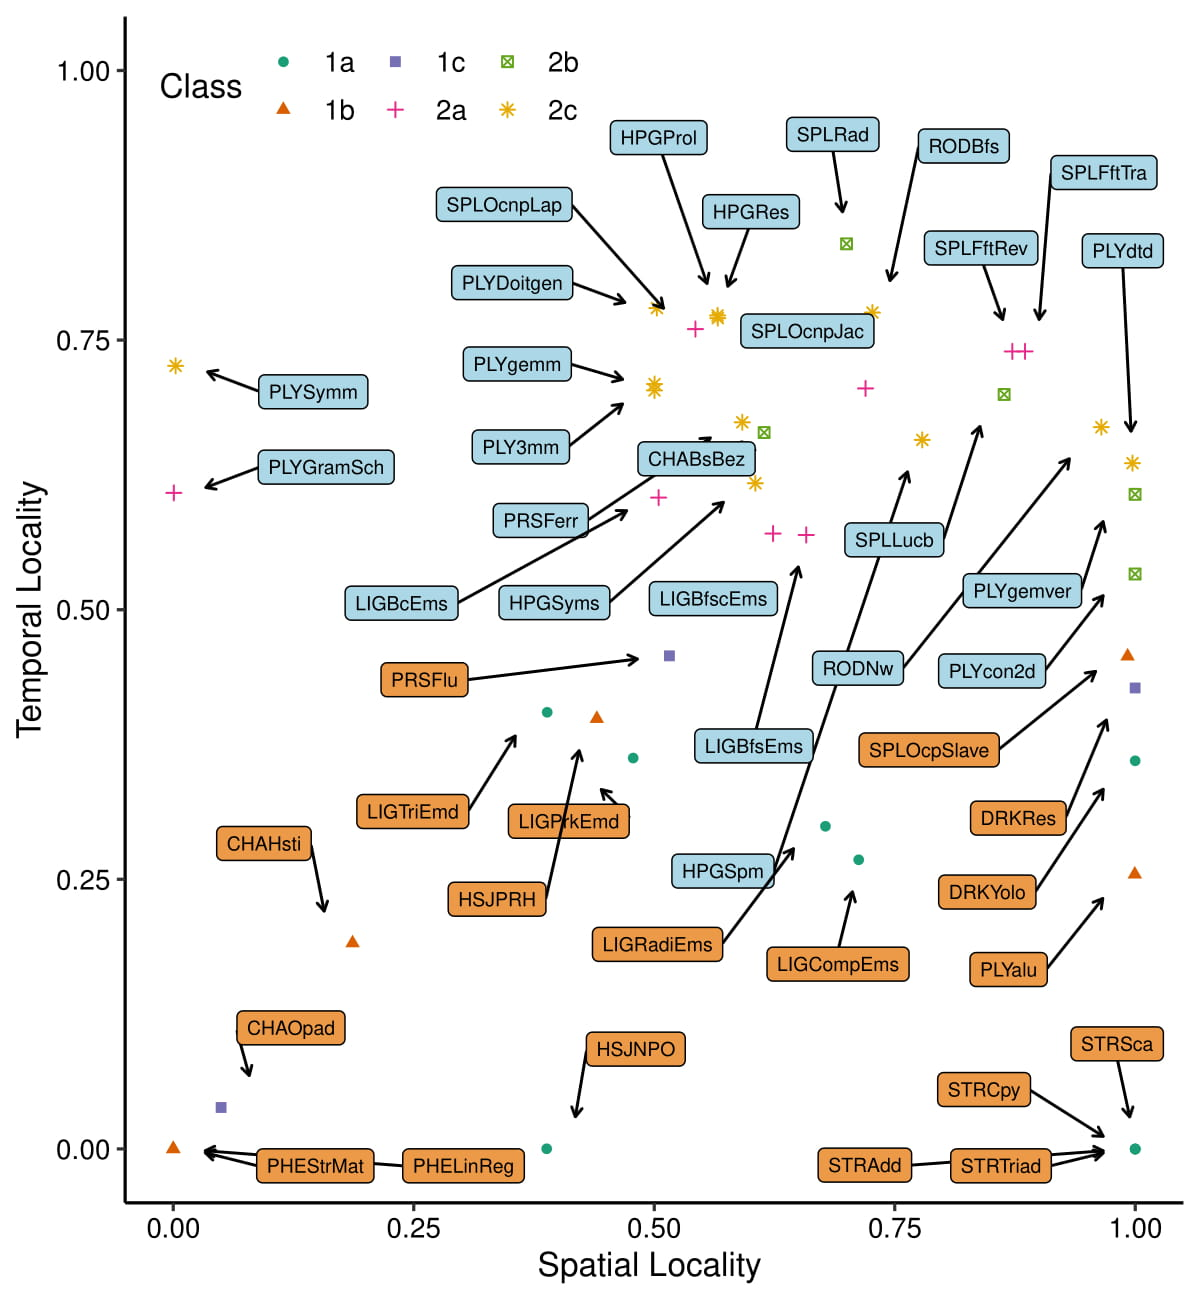 1.00
Class
1a
1c
2b
1b
2a
2c
HPGProl
SPLRad
RODBfs
SPLFftTra
SPLOcnpLap
HPGRes
SPLFftRev
PLYdtd
PLYDoitgen
SPLOcnpJac
0.75
PLYgemm
PLYSymm
PLY3mm
CHABsBez
PLYGramSch
PRSFerr
SPLLucb
PLYgemver
LIGBcEms
HPGSyms
LIGBfscEms
0.50
Temporal Locality
PRSFlu
RODNw
PLYcon2d
LIGBfsEms
SPLOcpSlave
LIGTriEmd
LIGPrkEmd
DRKRes
CHAHsti
HPGSpm
0.25
HSJPRH
DRKYolo
LIGRadiEms
LIGCompEms
PLYalu
CHAOpad
HSJNPO
STRSca
STRCpy
0.00
PHEStrMat
PHELinReg
STRAdd
STRTriad
0.00
0.25
0.50
0.75
1.00
Spatial Locality